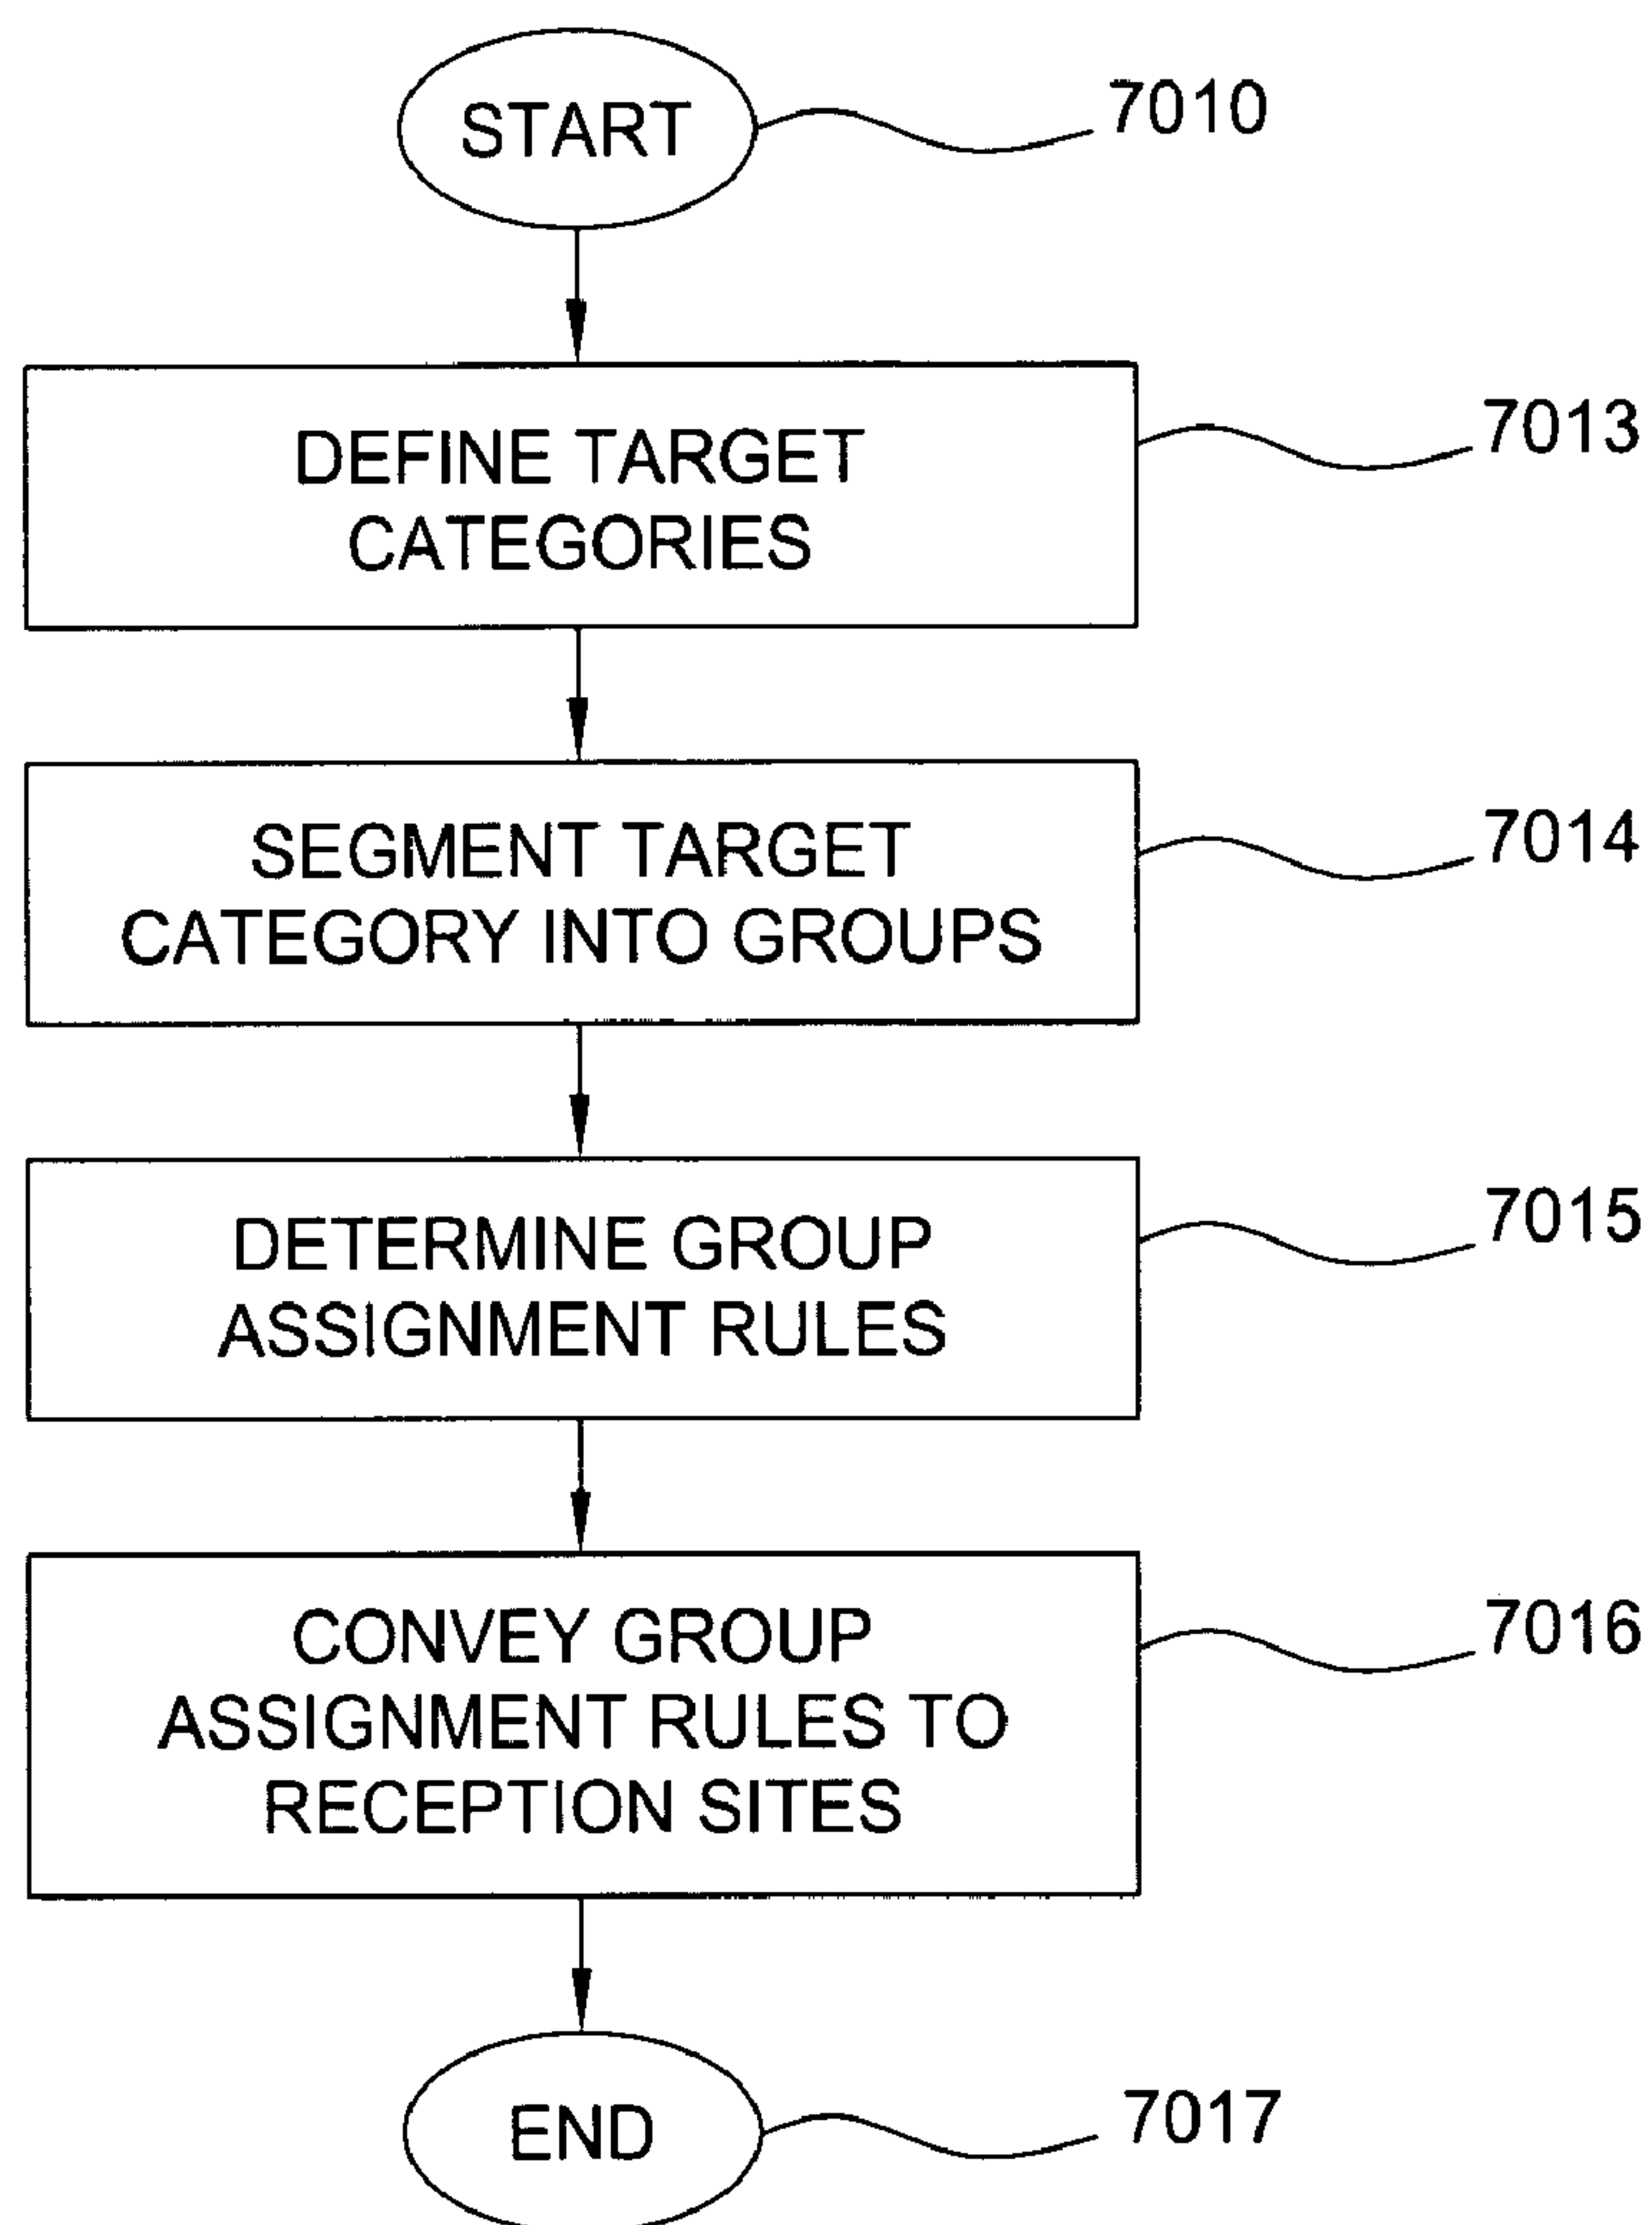 START
7010
DEFINE TARGET
CATEGORIES
7013
SEGMENT TARGET
CATEGORY INTO GROUPS
7014
DETERMINE GROUP
ASSIGNMENT RULES
7015
CONVEY GROUP
ASSIGNMENT RULES TO
RECEPTION SITES
7016
END
7017